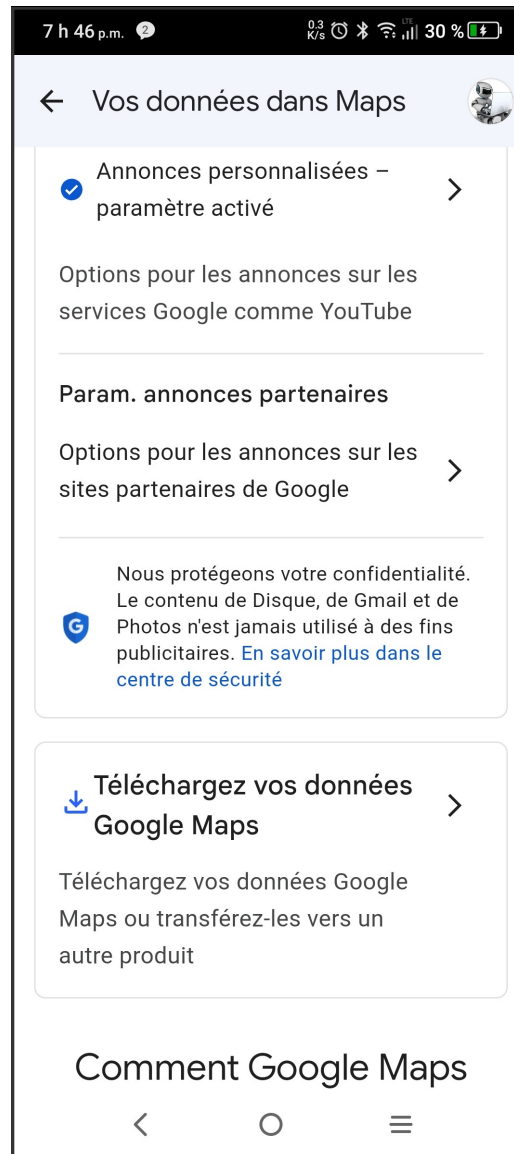 7 h 46 p.m. 2 0.3 K/s LTE 30 %
Vos données dans Maps
Annonces personnalisées –
paramètre activé
Options pour les annonces sur les
services Google comme YouTube
Param. annonces partenaires
Options pour les annonces sur les
sites partenaires de Google
Nous protégeons votre confidentialité.
Le contenu de Disque, de Gmail et de
G
Photos n'est jamais utilisé à des fins
publicitaires. En savoir plus dans le
centre de sécurité
Téléchargez vos données
Google Maps
Téléchargez vos données Google
Maps ou transférez-les vers un
autre produit
Comment Google Maps